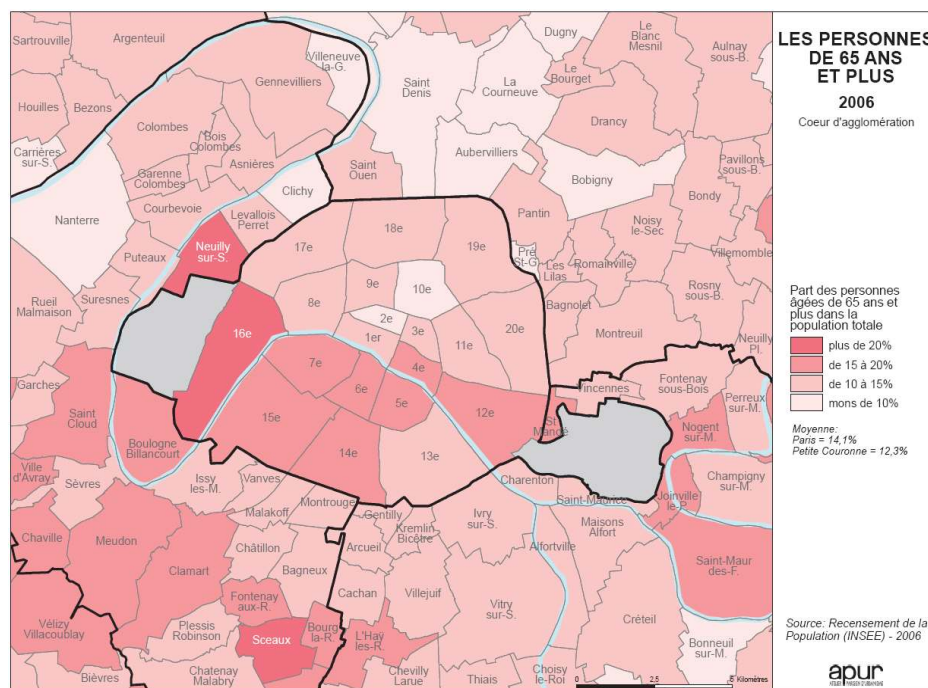 LES PERSONNES
DE 65 ANS
ET PLUS
2006
Coeur d'agglomération
Part des personnes
âgées de 65 ans et
plus dans la
population totale
plus de 20%
de 15 à 20%
de 10 à 15%
mons de 10%
Moyenne:
Paris = 14,1%
Petite Couronne = 12,3%
Source: Recensement de la
Population (INSEE) - 2006
apur
Sartrouville
Argenteuil
Villeneuve
la-G.
Dugny
Le
Blanc
Mesnil
Aulnay
sous-B.
Houilles
Bezons
Gennevilliers
Saint
Denis
La
Courneuve
Le
Bourget
Drancy
Colombes
Bois
Colombes
Carrières
sur-S.
Garenne
Colombes
Asnières
Saint
Ouen
Aubervilliers
Bobigny
Pavillons
sous-B.
Bondy
Nanterre
Courbevoie
Clichy
Levallois
Perret
Pantin
Noisy
le-Sec
Puteaux
Neuilly
sur-S.
17e
18e
19e
Pré
St-G.
Les
Lilas
Romainville
Villemomble
Rueil
Malmaison
Suresnes
8e
9e
10e
2e
1er
3e
11e
20e
Bagnolet
Rosny
sous-B.
Montreuil
Neuilly
Pl.
16e
7e
6e
4e
5e
12e
15e
14e
13e
Garches
Saint
Cloud
Boulogne
Billancourt
Vincennes
St
Mandé
Fontenay
sous-Bois
Perreux
sur-M.
Nogent
sur-M.
Ville
d'Avray
Sèvres
Issy
les-M.
Vanves
Malakoff
Montrouge
Gentilly
Kremlin
Bicêtre
Ivry
sur-S.
Charenton
Saint-Maurice
Joinville
le-P.
Champigny
sur-M.
Chaville
Meudon
Clamart
Châtillon
Bagneux
Arcueil
Cachan
Villejuif
Vitry
sur-S.
Alfortville
Maisons
Alfort
Saint-Maur
des-F.
Créteil
Vélizy
Villacoublay
Fontenay
aux-R.
Plessis
Robinson
Sceaux
Bourg
la-R.
L'Haÿ
les-R.
Bonneuil
sur-M.
Bièvres
Chatenay
Malabry
Chevilly
Larue
Thiais
Choisy
le-Roi
0
2,5
5
Kilomètres